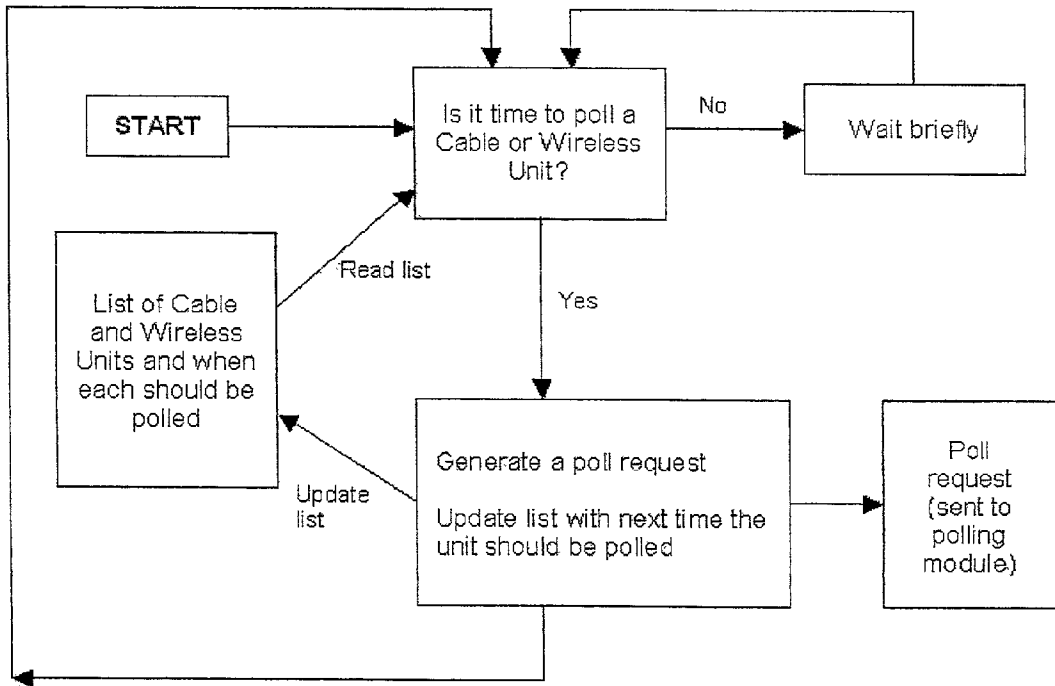 START
Is it time to poll a
Cable or Wireless
Unit?
No
Wait briefly
Read list
Yes
List of Cable
and Wireless
Units and when
each should be
polled
Update
list
Generate a poll request
Update list with next time the
unit should be polled
Poll
request
(sent to
polling
module.)